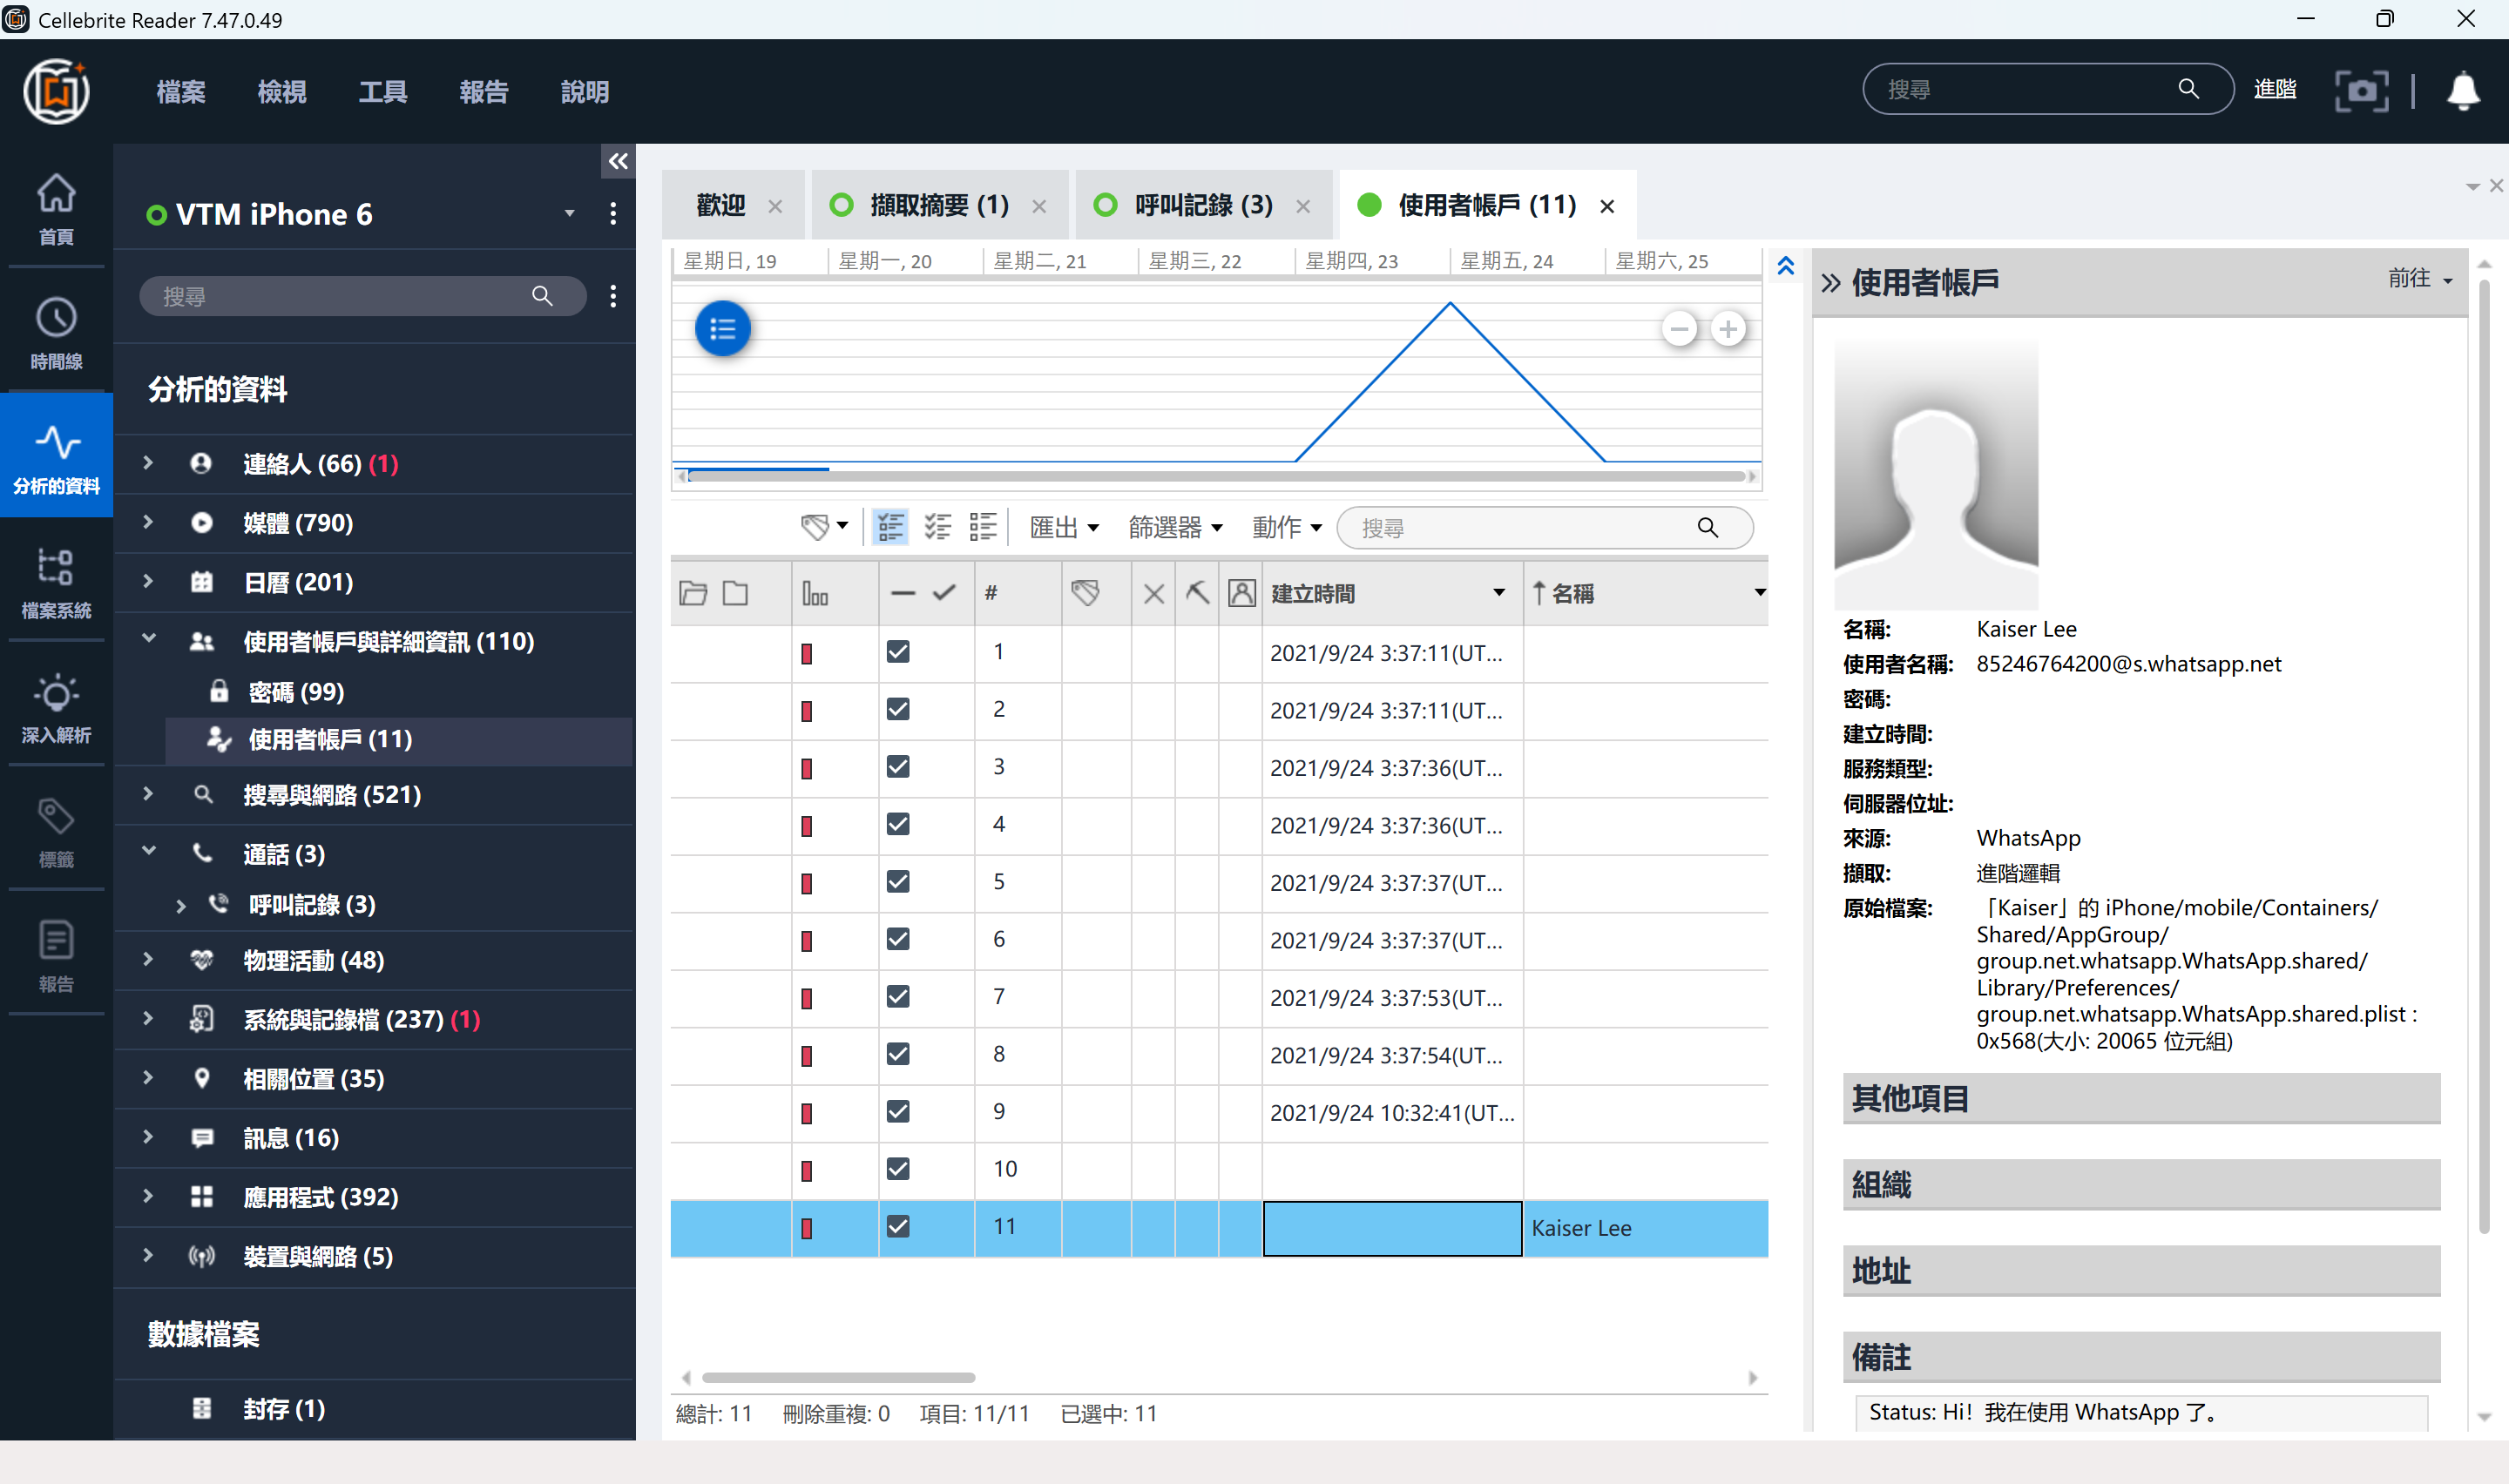 Cellebrite Reader 7.47.0.49
檔案 檢視 工具 報告 說明 搜尋 進階
首頁
時間線
分析的資料
檔案系統
深入解析
標籤
報告
VTM iPhone 6
搜尋
分析的資料
連絡人 (66) (1)
媒體 (790)
日曆 (201)
使用者帳戶與詳細資訊 (110)
密碼 (99)
使用者帳戶 (11)
搜尋與網路 (521)
通話 (3)
呼叫記錄 (3)
物理活動 (48)
系統與記錄檔 (237) (1)
相關位置 (35)
訊息 (16)
應用程式 (392)
裝置與網路 (5)
數據檔案
封存 (1)
歡迎 擷取摘要 (1) 呼叫記錄 (3) 使用者帳戶 (11)
星期日, 19 星期一, 20 星期二, 21 星期三, 22 星期四, 23 星期五, 24 星期六, 25
匯出 篩選器 動作 搜尋
# 建立時間 名稱
1 2021/9/24 3:37:11(UT...
2 2021/9/24 3:37:11(UT...
3 2021/9/24 3:37:36(UT...
4 2021/9/24 3:37:36(UT...
5 2021/9/24 3:37:37(UT...
6 2021/9/24 3:37:37(UT...
7 2021/9/24 3:37:53(UT...
8 2021/9/24 3:37:54(UT...
9 2021/9/24 10:32:41(UT...
10
11 Kaiser Lee
總計: 11 刪除重複: 0 項目: 11/11 已選中: 11
使用者帳戶 前往
名稱: Kaiser Lee
使用者名稱: 85246764200@s.whatsapp.net
密碼:
建立時間:
服務類型:
伺服器位址:
來源: WhatsApp
擷取: 進階邏輯
原始檔案: 「Kaiser」的 iPhone/mobile/Containers/
Shared/AppGroup/
group.net.whatsapp.WhatsApp.shared/
Library/Preferences/
group.net.whatsapp.WhatsApp.shared.plist :
0x568(大小: 20065 位元組)
其他項目
組織
地址
備註
Status: Hi！我在使用 WhatsApp 了。